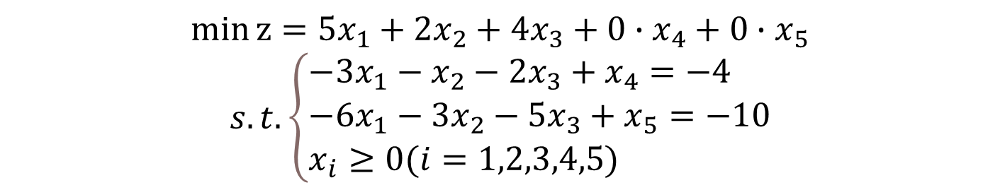 min z = 5x₁ + 2x₂ + 4x₃ + 0 · x₄ + 0 · x₅
−3x₁ − x₂ − 2x₃ + x₄ = −4
s.t. { −6x₁ − 3x₂ − 5x₃ + x₅ = −10
xᵢ ≥ 0(i = 1,2,3,4,5)